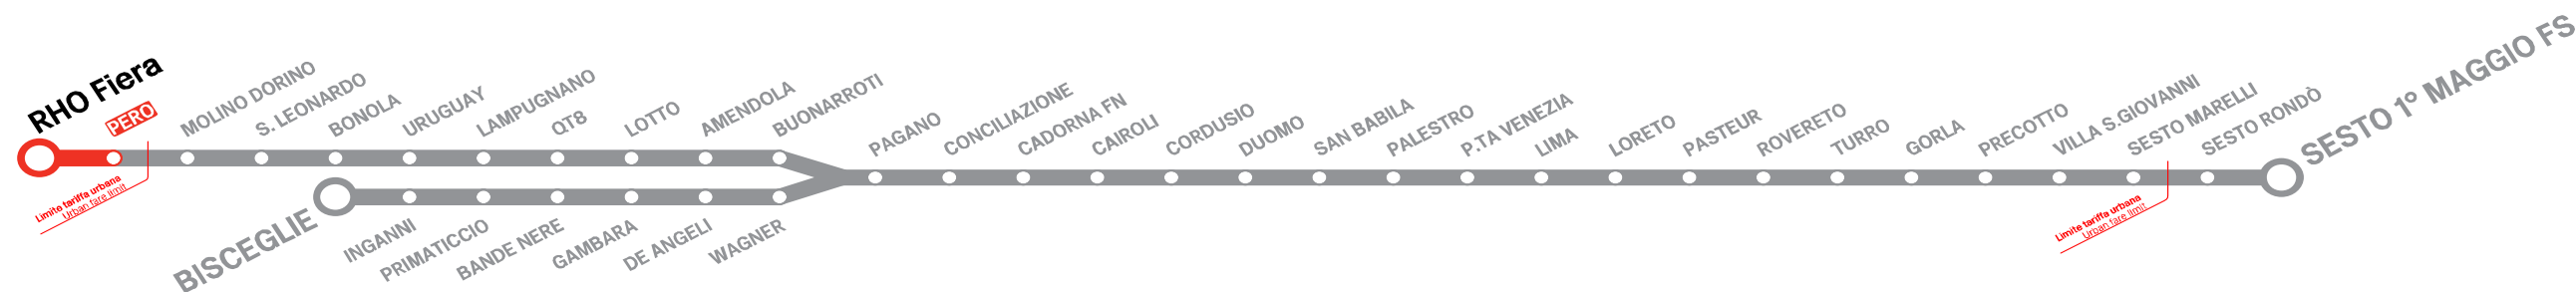 RHO Fiera
PERO
MOLINO DORINO
S. LEONARDO
BONOLA
URUGUAY
LAMPUGNANO
QT8
LOTTO
AMENDOLA
BUONARROTI
PAGANO
CONCILIAZIONE
CADORNA FN
CAIROLI
CORDUSIO
DUOMO
SAN BABILA
PALESTRO
P.TA VENEZIA
LIMA
LORETO
PASTEUR
ROVERETO
TURRO
GORLA
PRECOTTO
VILLA S.GIOVANNI
SESTO MARELLI
SESTO RONDÒ
SESTO 1° MAGGIO FS
Limite tariffa urbana
Urban fare limit
BISCEGLIE
INGANNI
PRIMATICCIO
BANDE NERE
GAMBARA
DE ANGELI
WAGNER
Limite tariffa urbana
Urban fare limit